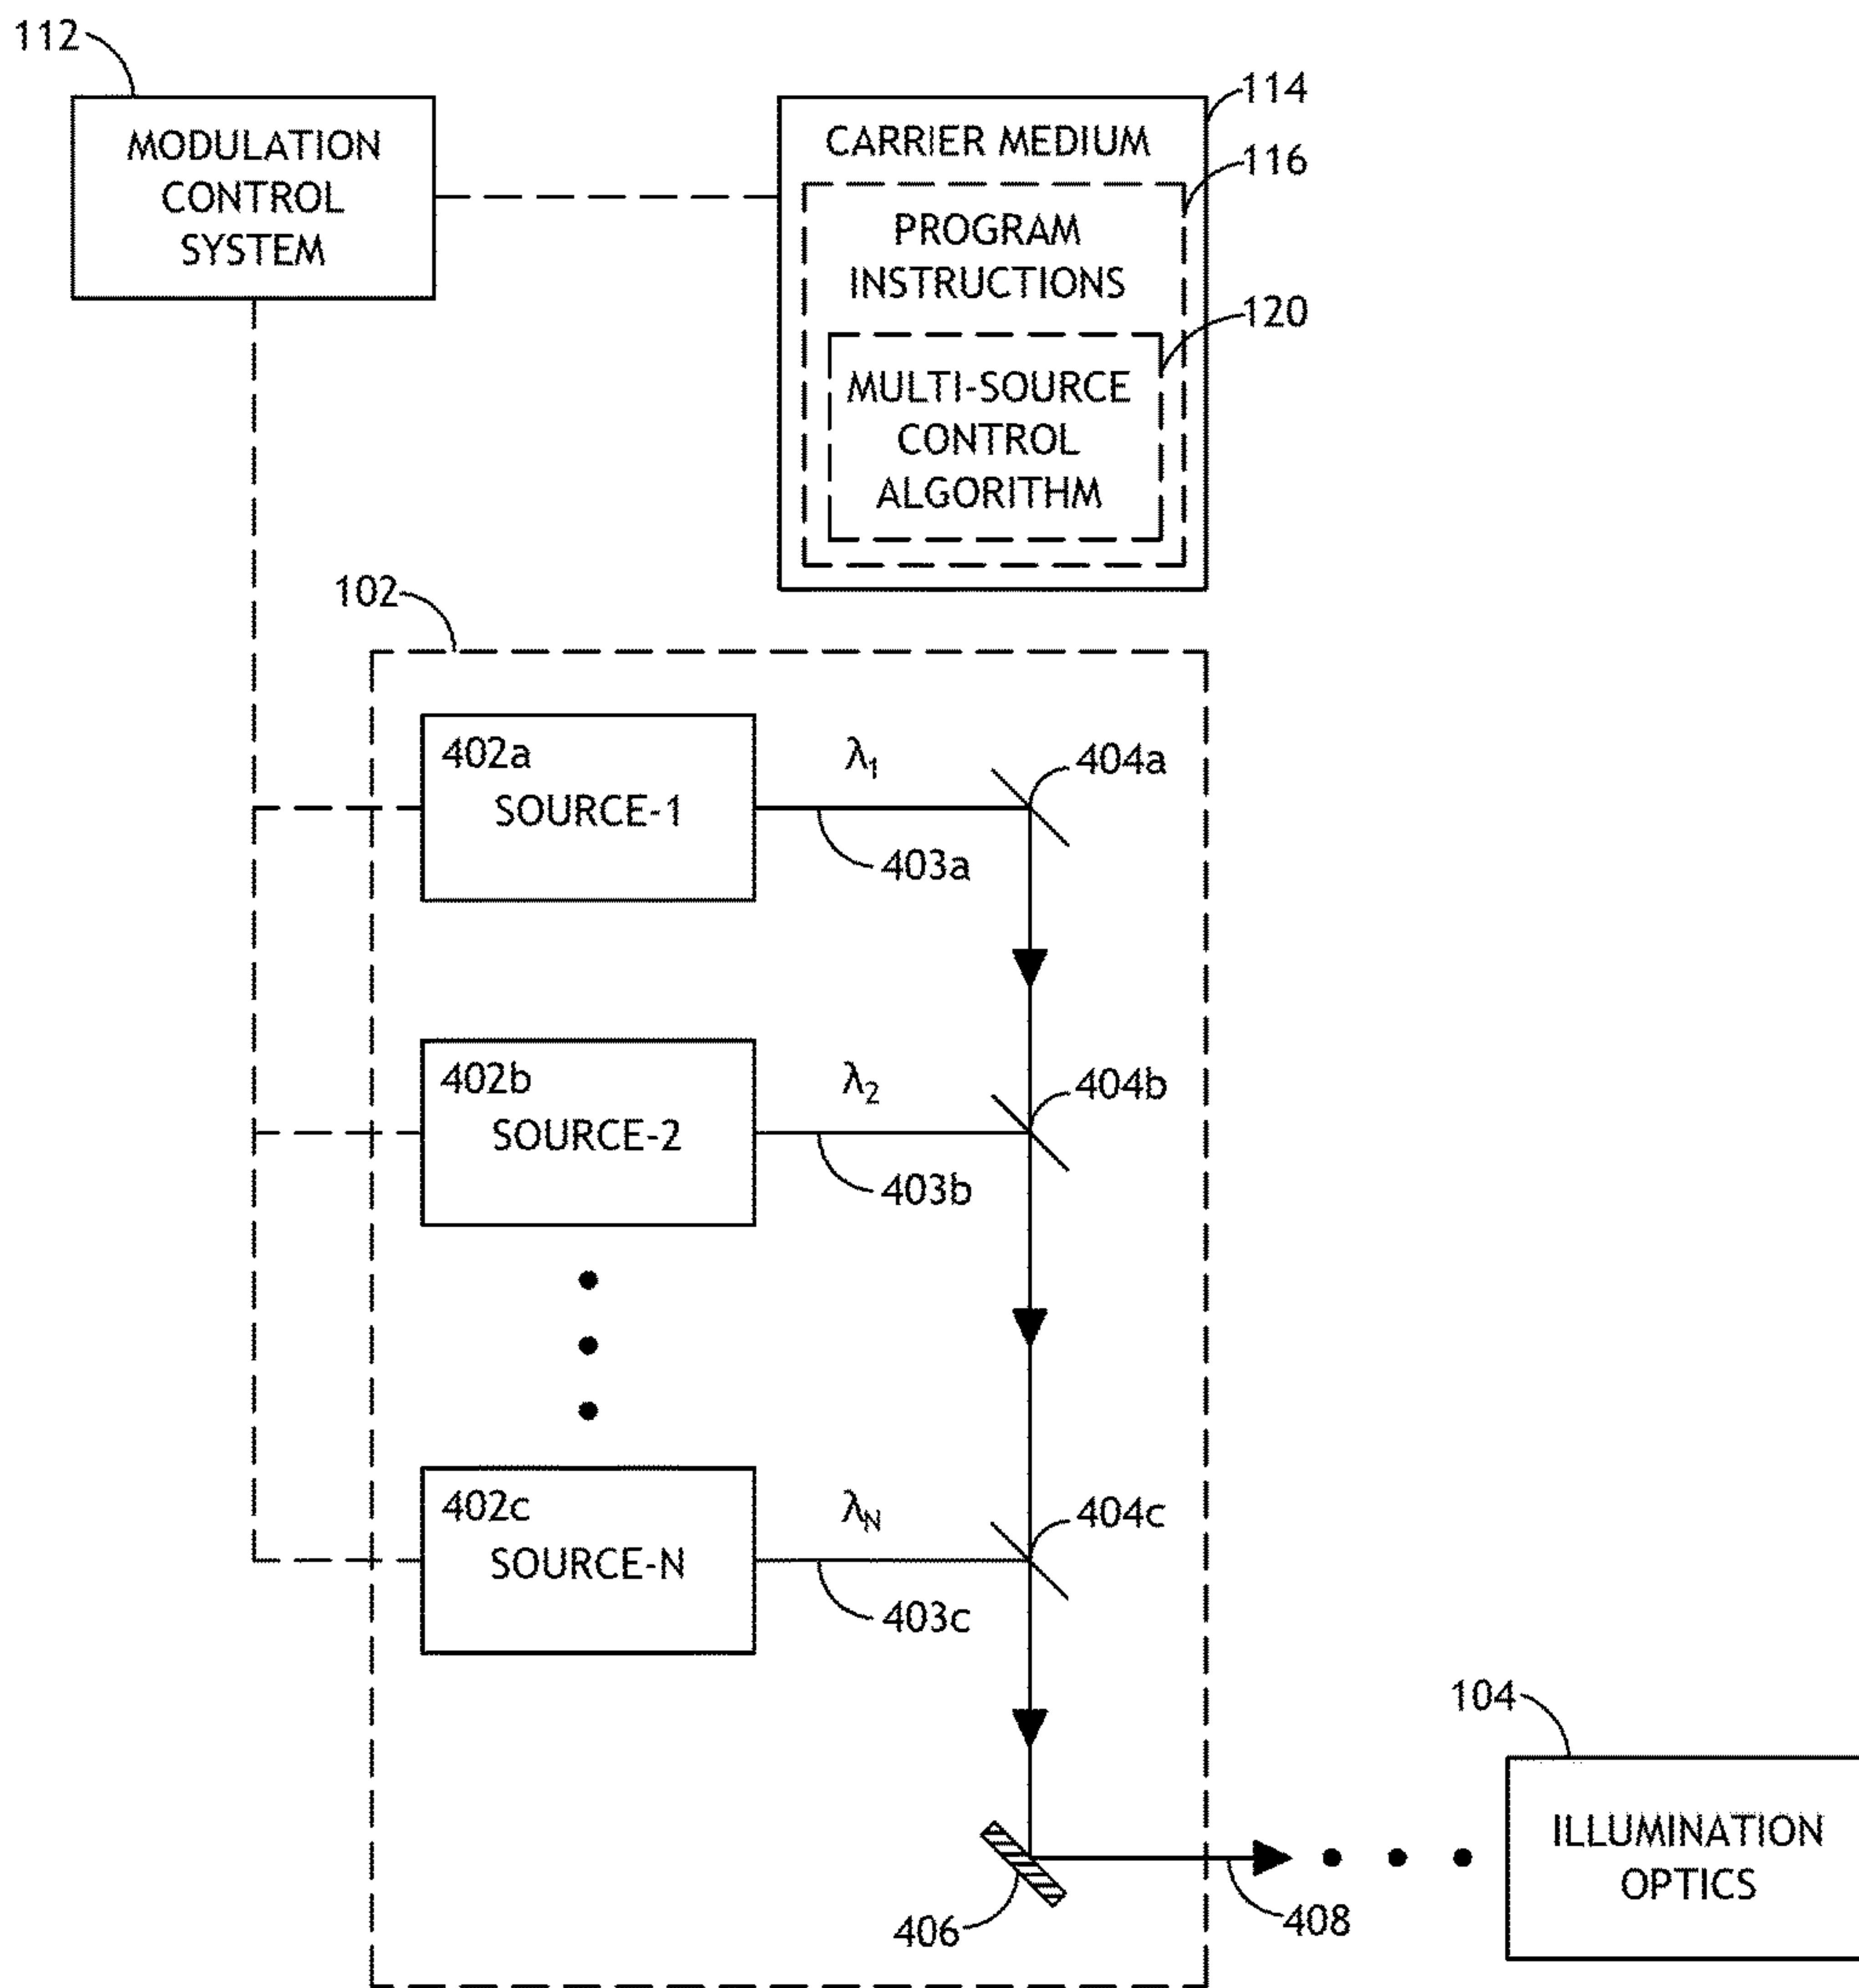 112
MODULATION
CONTROL
SYSTEM
114
CARRIER MEDIUM
116
PROGRAM
INSTRUCTIONS
120
MULTI-SOURCE
CONTROL
ALGORITHM
102
402a
SOURCE-1
λ1
404a
403a
402b
SOURCE-2
λ2
404b
403b
402c
SOURCE-N
λN
404c
403c
104
ILLUMINATION
OPTICS
406
408